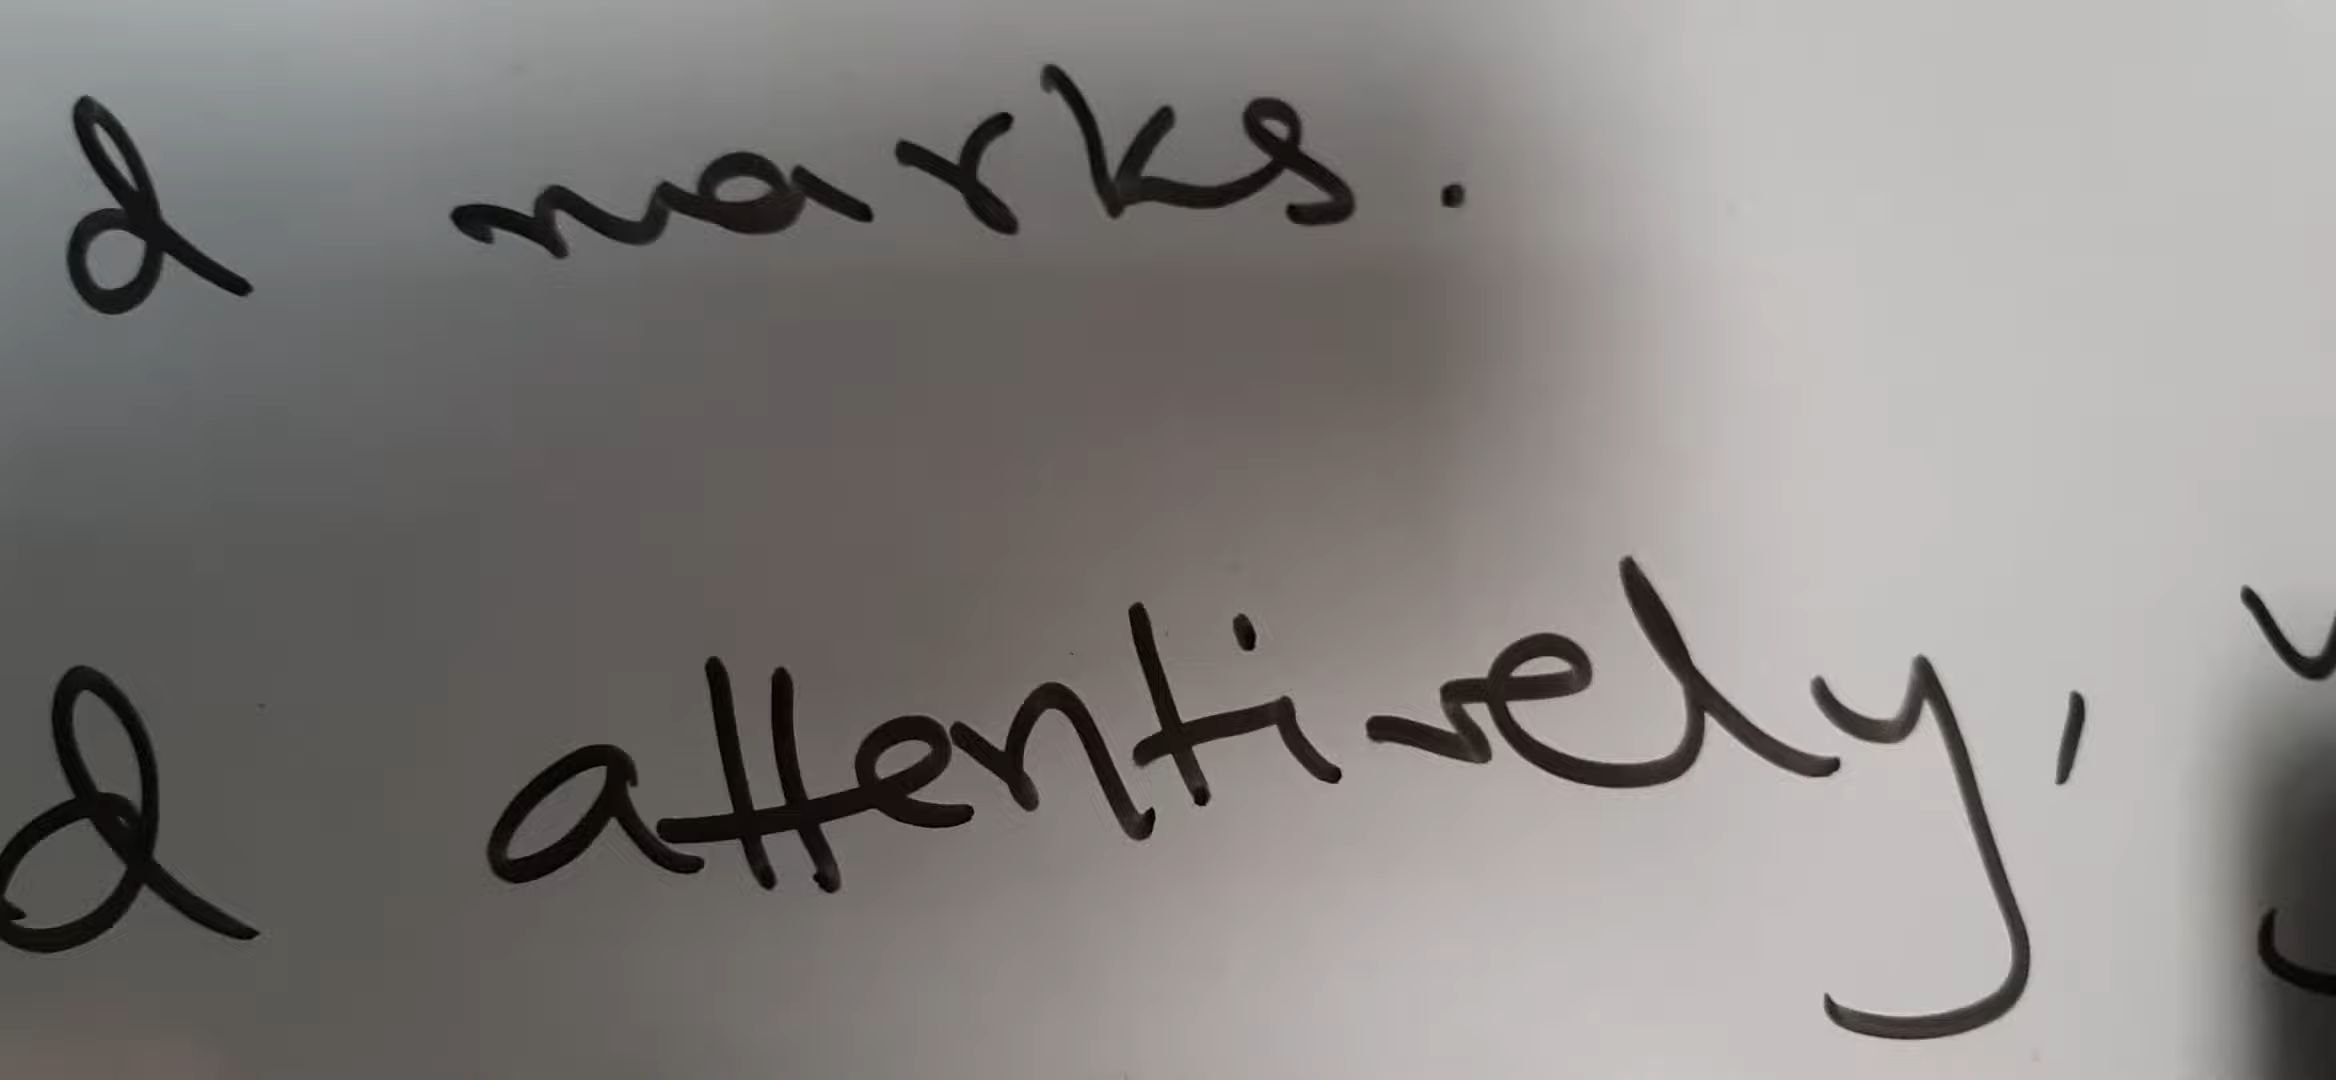 d marks.
d attentively,